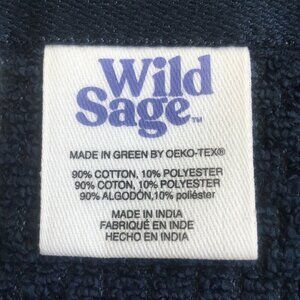 Wild
Sage™
MADE IN GREEN BY OEKO-TEX®
90% COTTON, 10% POLYESTER
90% COTON, 10% POLYESTER
90% ALGODÓN,10% poliéster
MADE IN INDIA
FABRIQUÉ EN INDE
HECHO EN INDIA